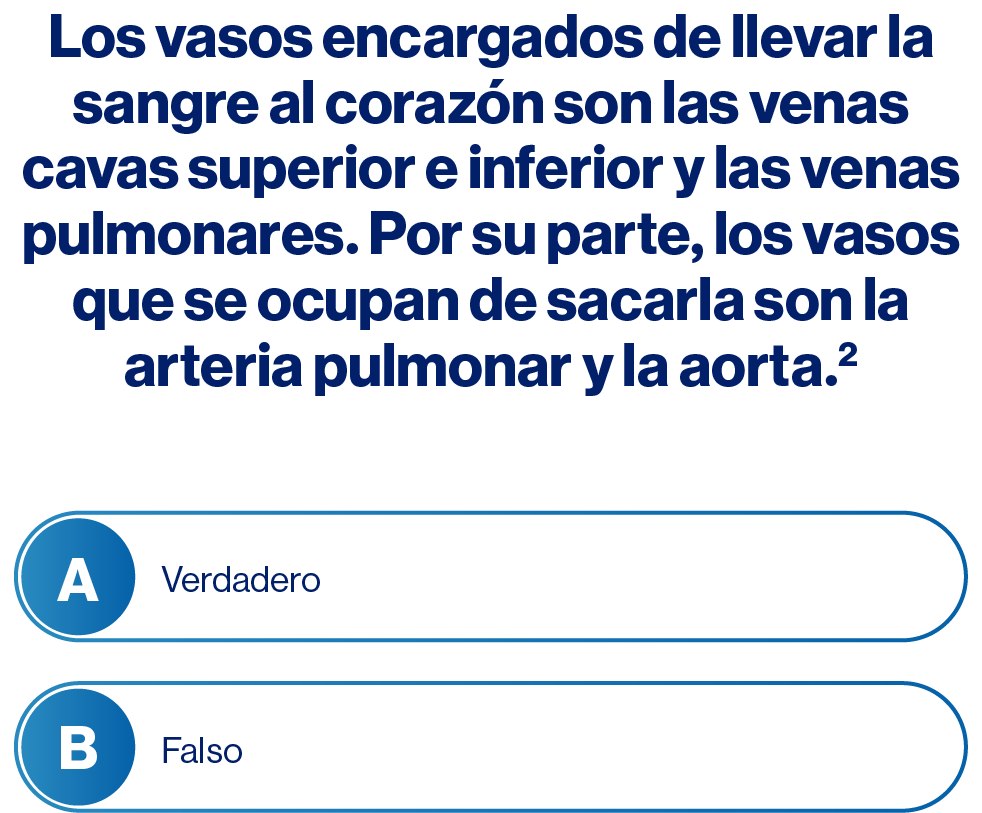 Los vasos encargados de llevar la
sangre al corazón son las venas
cavas superior e inferior y las venas
pulmonares. Por su parte, los vasos
que se ocupan de sacarla son la
arteria pulmonar y la aorta.²
A Verdadero
B Falso